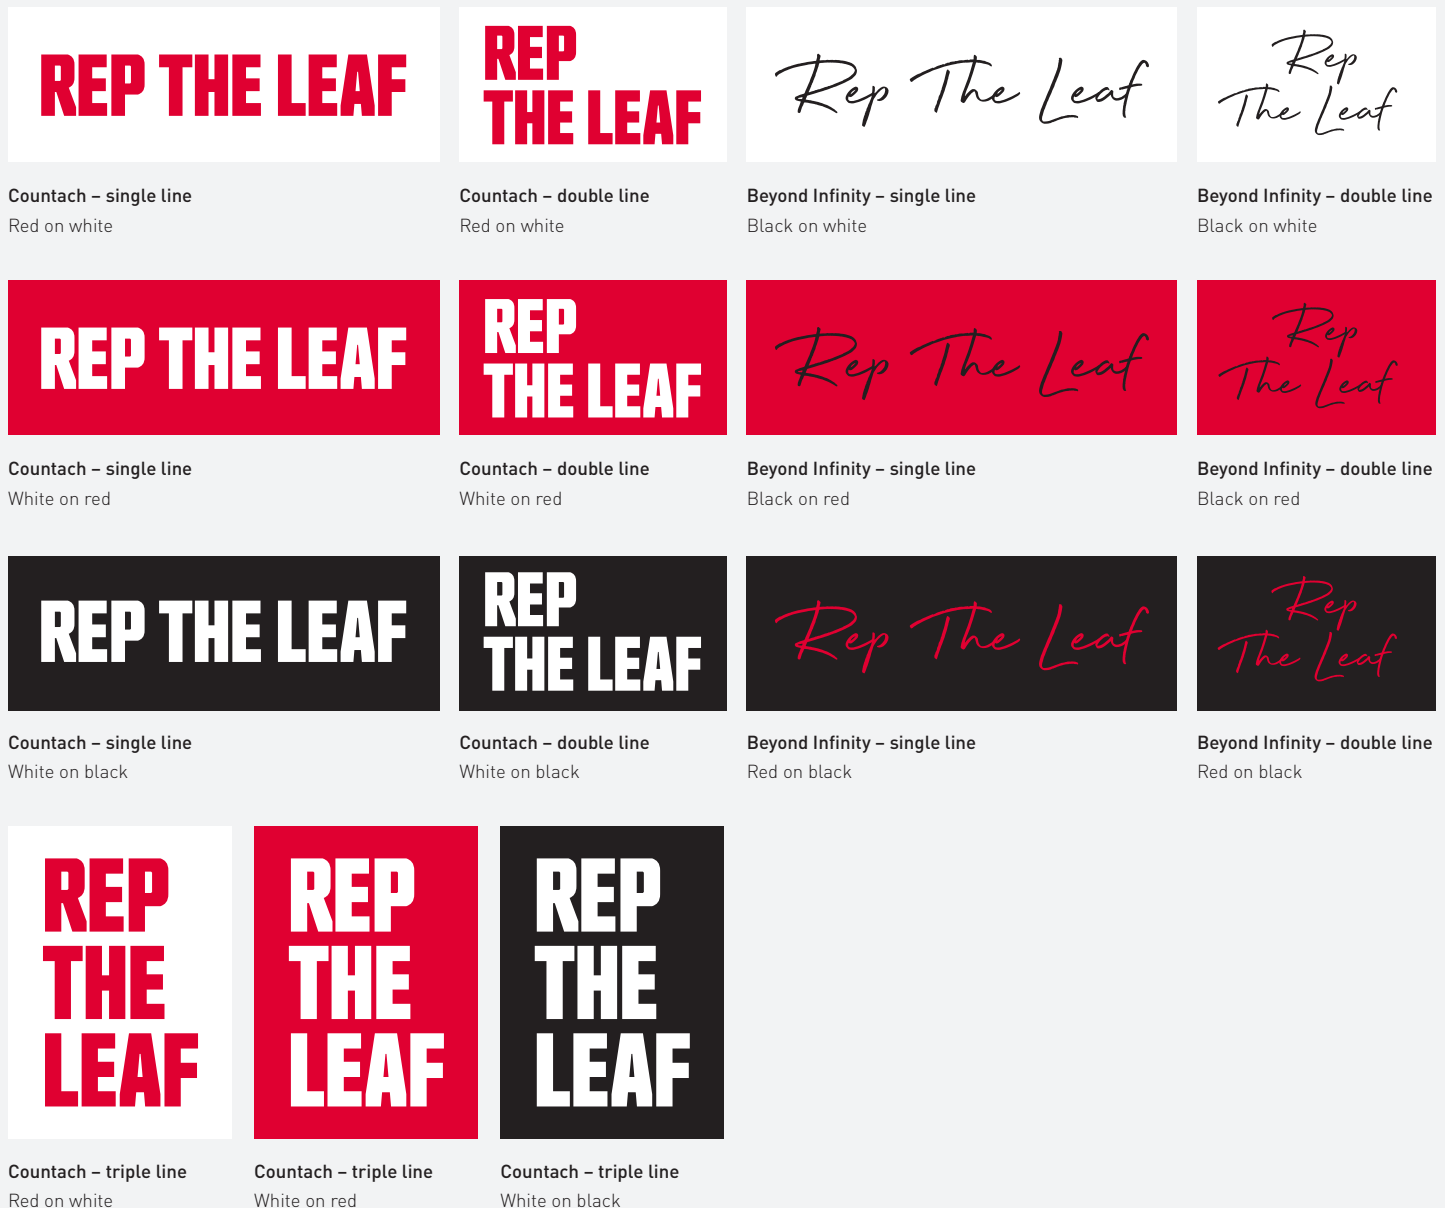 REP THE LEAF
Countach – single line
Red on white
REP
THE LEAF
Countach – double line
Red on white
Rep The Leaf
Beyond Infinity – single line
Black on white
Rep
The Leaf
Beyond Infinity – double line
Black on white
REP THE LEAF
Countach – single line
White on red
REP
THE LEAF
Countach – double line
White on red
Rep The Leaf
Beyond Infinity – single line
Black on red
Rep
The Leaf
Beyond Infinity – double line
Black on red
REP THE LEAF
Countach – single line
White on black
REP
THE LEAF
Countach – double line
White on black
Rep The Leaf
Beyond Infinity – single line
Red on black
Rep
The Leaf
Beyond Infinity – double line
Red on black
REP
THE
LEAF
Countach – triple line
Red on white
REP
THE
LEAF
Countach – triple line
White on red
REP
THE
LEAF
Countach – triple line
White on black